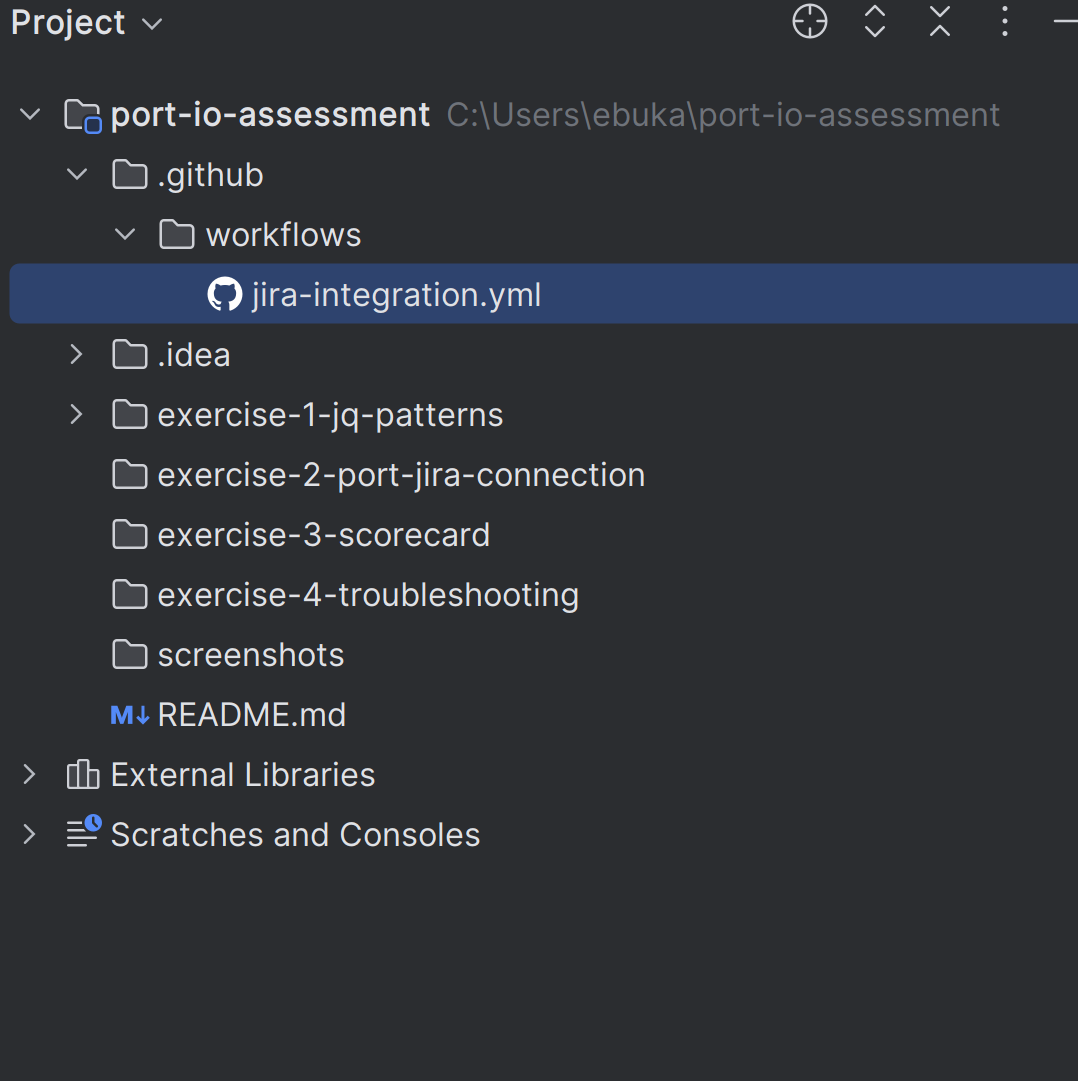 Project
port-io-assessment C:\Users\ebuka\port-io-assessment
.github
workflows
jira-integration.yml
.idea
exercise-1-jq-patterns
exercise-2-port-jira-connection
exercise-3-scorecard
exercise-4-troubleshooting
screenshots
M↓ README.md
External Libraries
Scratches and Consoles